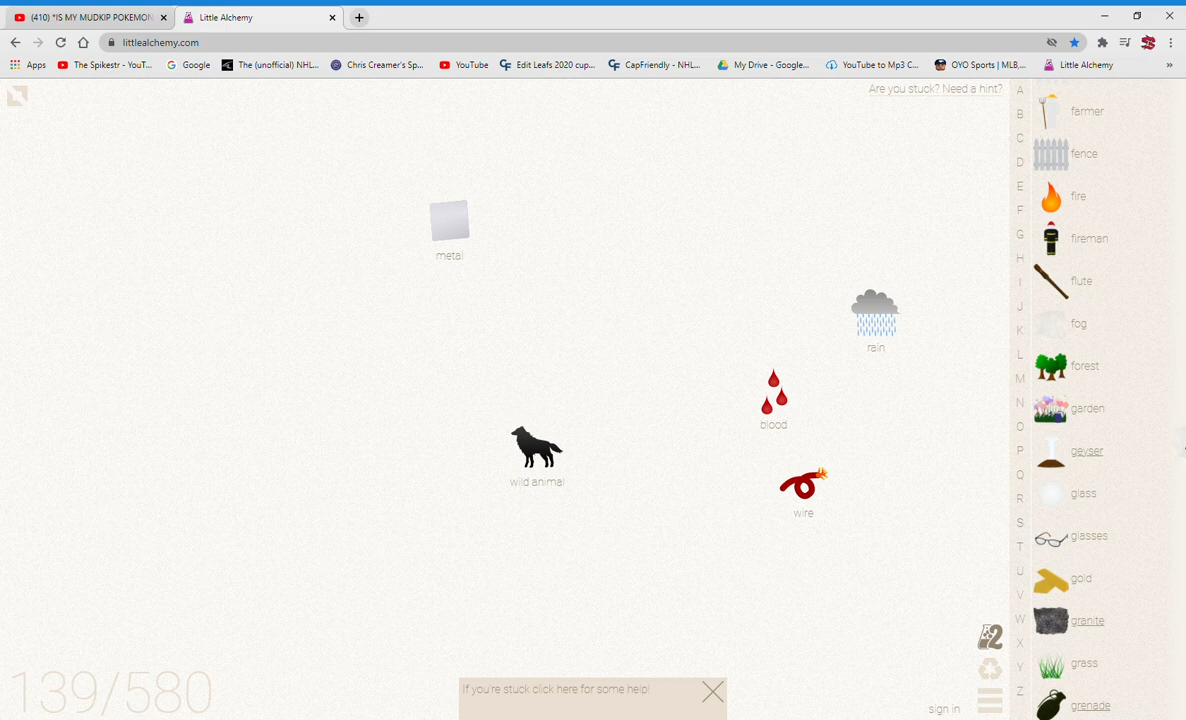 (410) *IS MY MUDKIP POKEMON
Little Alchemy
littlealchemy.com
Apps
The Spikestr - YouT...
Google
The (unofficial) NHL...
Chris Creamer's Sp...
YouTube
Edit Leafs 2020 cup...
CapFriendly - NHL...
My Drive - Google...
YouTube to Mp3 C...
OYO Sports | MLB,...
Little Alchemy
»
Are you stuck? Need a hint?
metal
rain
blood
wild animal
wire
139/580
If you're stuck click here for some help!
2
sign in
A
B
C
D
E
F
G
H
I
J
K
L
M
N
O
P
Q
R
S
T
U
V
W
X
Y
Z
farmer
fence
fire
fireman
flute
fog
forest
garden
geyser
glass
glasses
gold
granite
grass
grenade